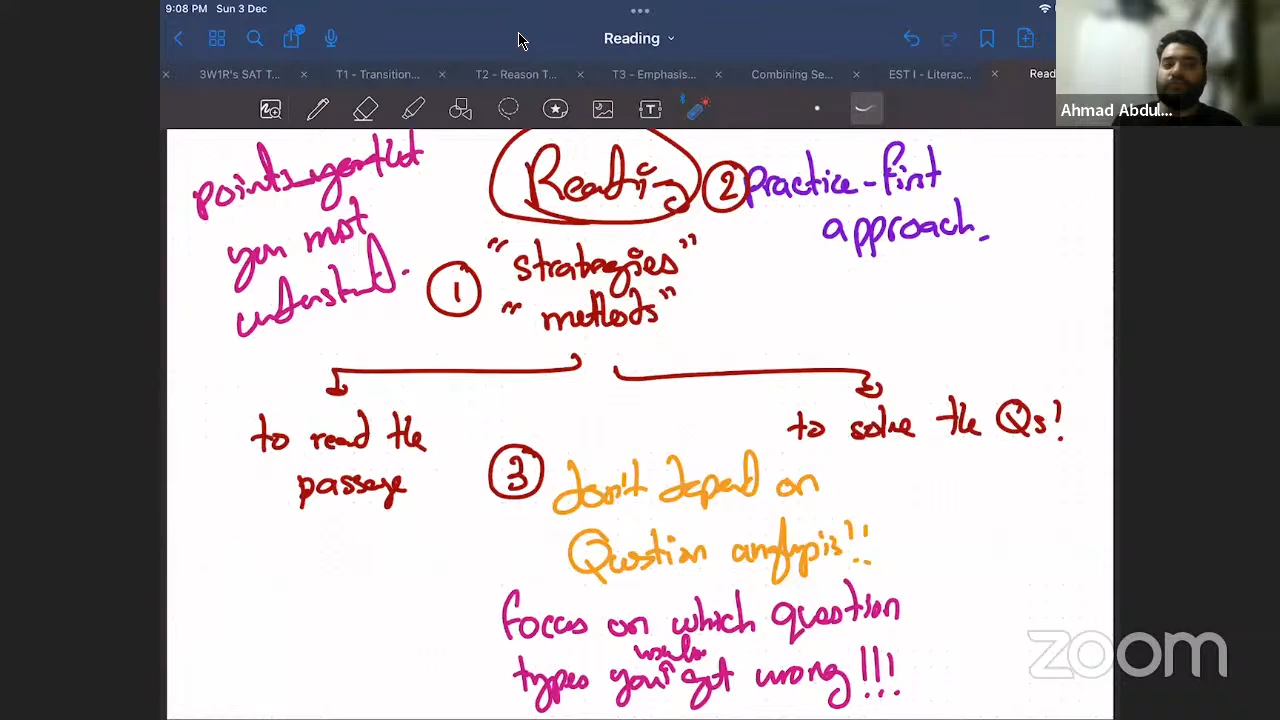 9:08 PM Sun 3 Dec
Reading
3W1R's SAT T...
T1 - Transition...
T2 - Reason T...
T3 - Emphasis...
Combining Se...
EST I - Literac...
Read
Ahmad Abdul...
points
you must
understand.
Reading
② Practice-first
approach.
① "strategies"
" methods"
to read the
passage
to solve the Qs!
③ don't depend on
Question analysis!!
focus on which question
types you get wrong!!!
zoom